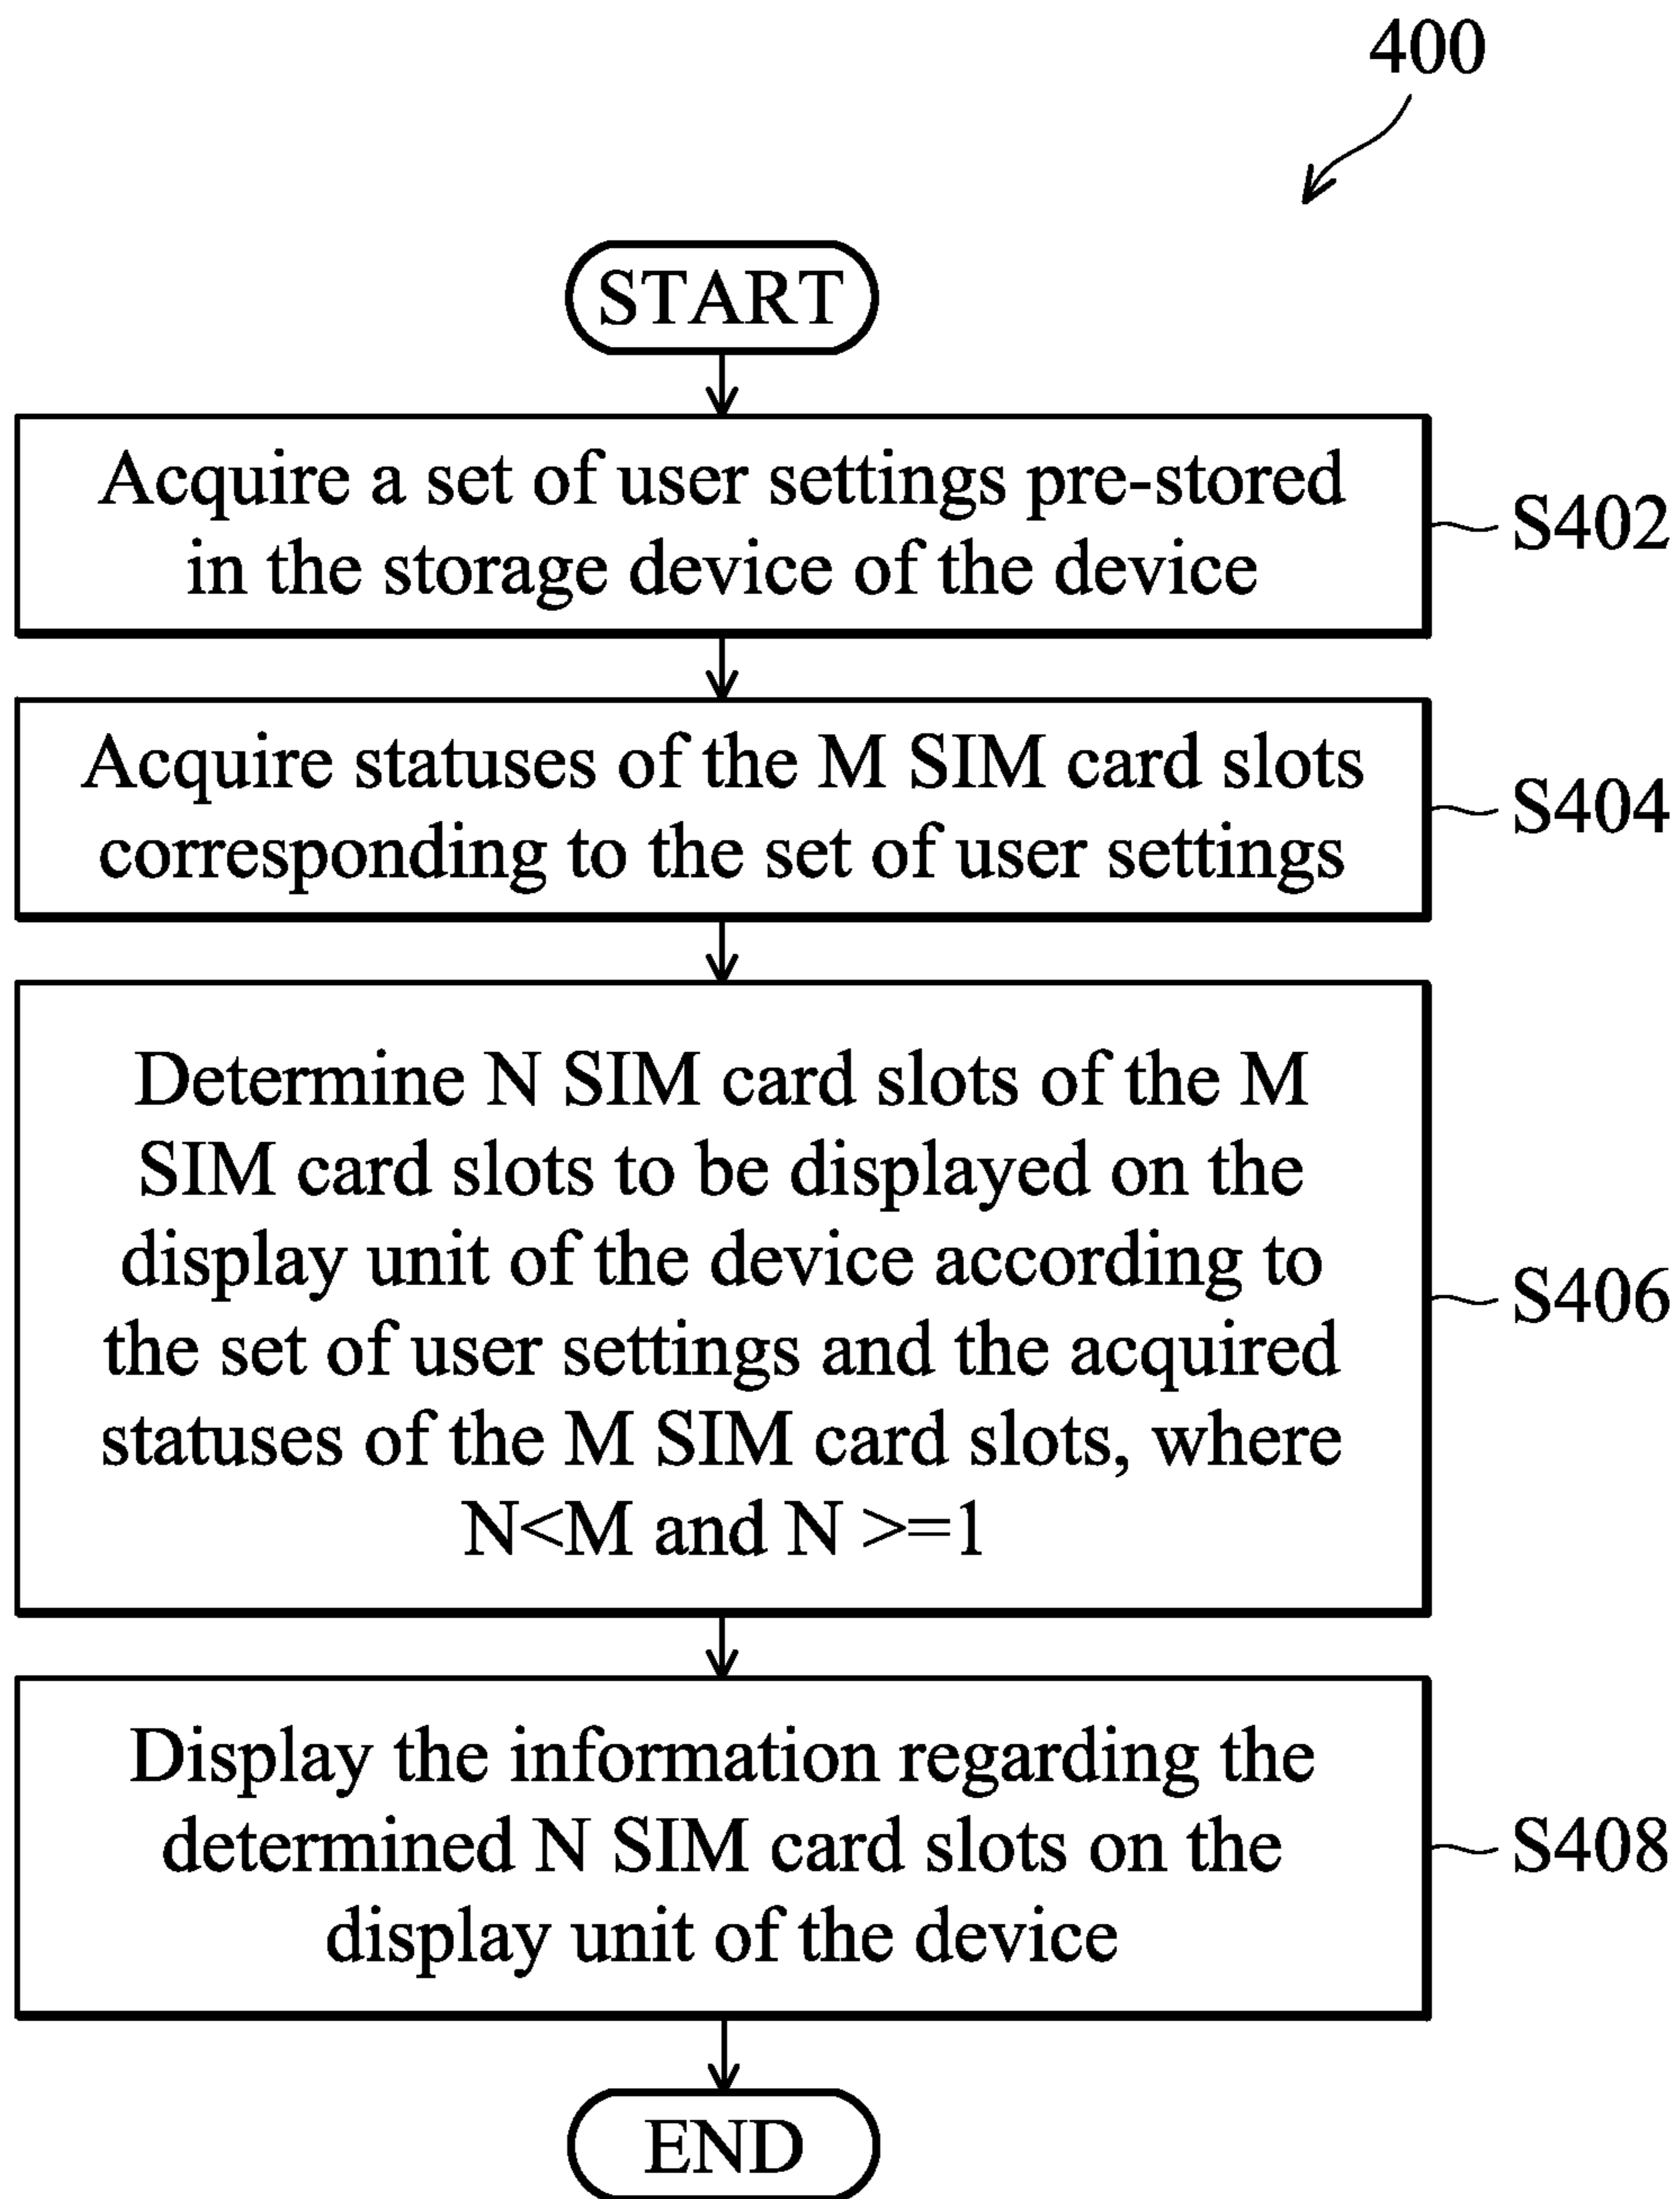 400
START
Acquire a set of user settings pre-stored
in the storage device of the device
S402
Acquire statuses of the M SIM card slots
corresponding to the set of user settings
S404
Determine N SIM card slots of the M
SIM card slots to be displayed on the
display unit of the device according to
the set of user settings and the acquired
statuses of the M SIM card slots, where
N<M and N >=1
S406
Display the information regarding the
determined N SIM card slots on the
display unit of the device
S408
END